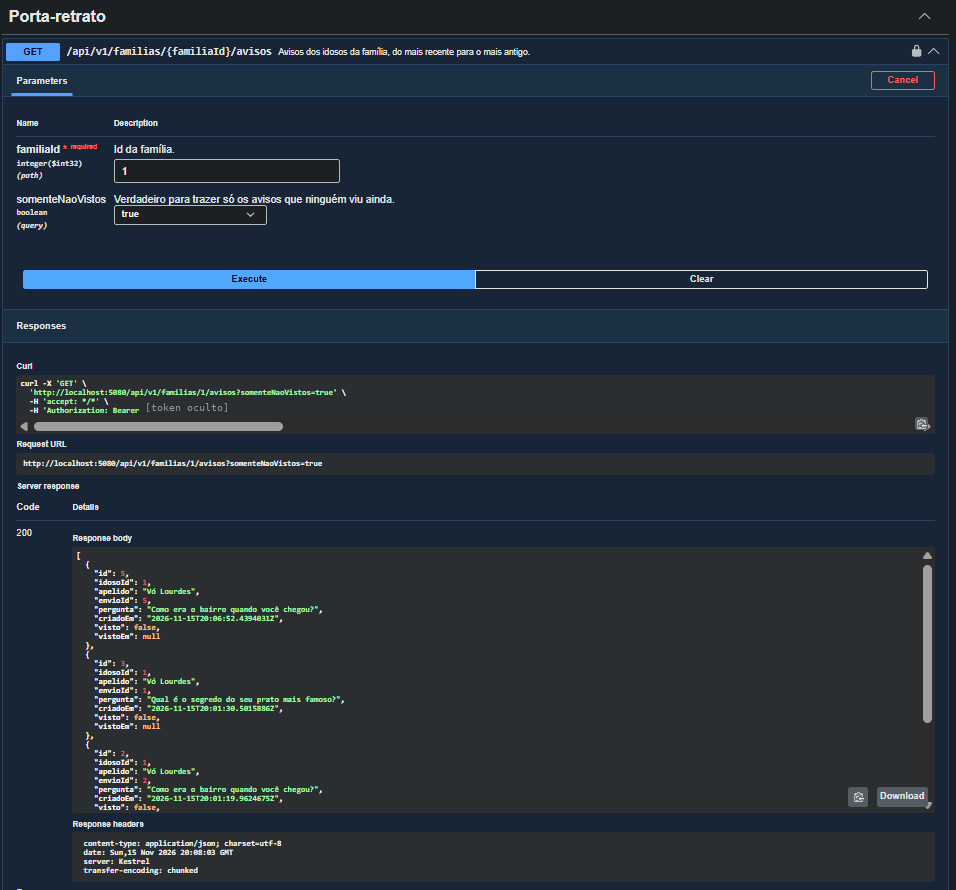 Porta-retrato
GET /api/v1/familias/{familiaId}/avisos Avisos dos idosos da família, do mais recente para o mais antigo.
Parameters
Cancel
Name Description
familiaId * required Id da família.
integer($int32)
(path)
1
somenteNaoVistos Verdadeiro para trazer só os avisos que ninguém viu ainda.
boolean
(query)
true
Execute Clear
Responses
Curl
curl -X 'GET' \
'http://localhost:5080/api/v1/familias/1/avisos?somenteNaoVistos=true' \
-H 'accept: */*' \
-H 'Authorization: Bearer [token oculto]
Request URL
http://localhost:5080/api/v1/familias/1/avisos?somenteNaoVistos=true
Server response
Code Details
200
Response body
[
{
"id": 5,
"idosoId": 1,
"apelido": "Vó Lourdes",
"envioId": 5,
"pergunta": "Como era o bairro quando você chegou?",
"criadoEm": "2026-11-15T20:06:52.4394031Z",
"visto": false,
"vistoEm": null
},
{
"id": 3,
"idosoId": 1,
"apelido": "Vó Lourdes",
"envioId": 1,
"pergunta": "Qual é o segredo do seu prato mais famoso?",
"criadoEm": "2026-11-15T20:01:30.5015886Z",
"visto": false,
"vistoEm": null
},
{
"id": 2,
"idosoId": 1,
"apelido": "Vó Lourdes",
"envioId": 2,
"pergunta": "Como era o bairro quando você chegou?",
"criadoEm": "2026-11-15T20:01:19.9624675Z",
"visto": false,
Download
Response headers
content-type: application/json; charset=utf-8
date: Sun,15 Nov 2026 20:08:03 GMT
server: Kestrel
transfer-encoding: chunked